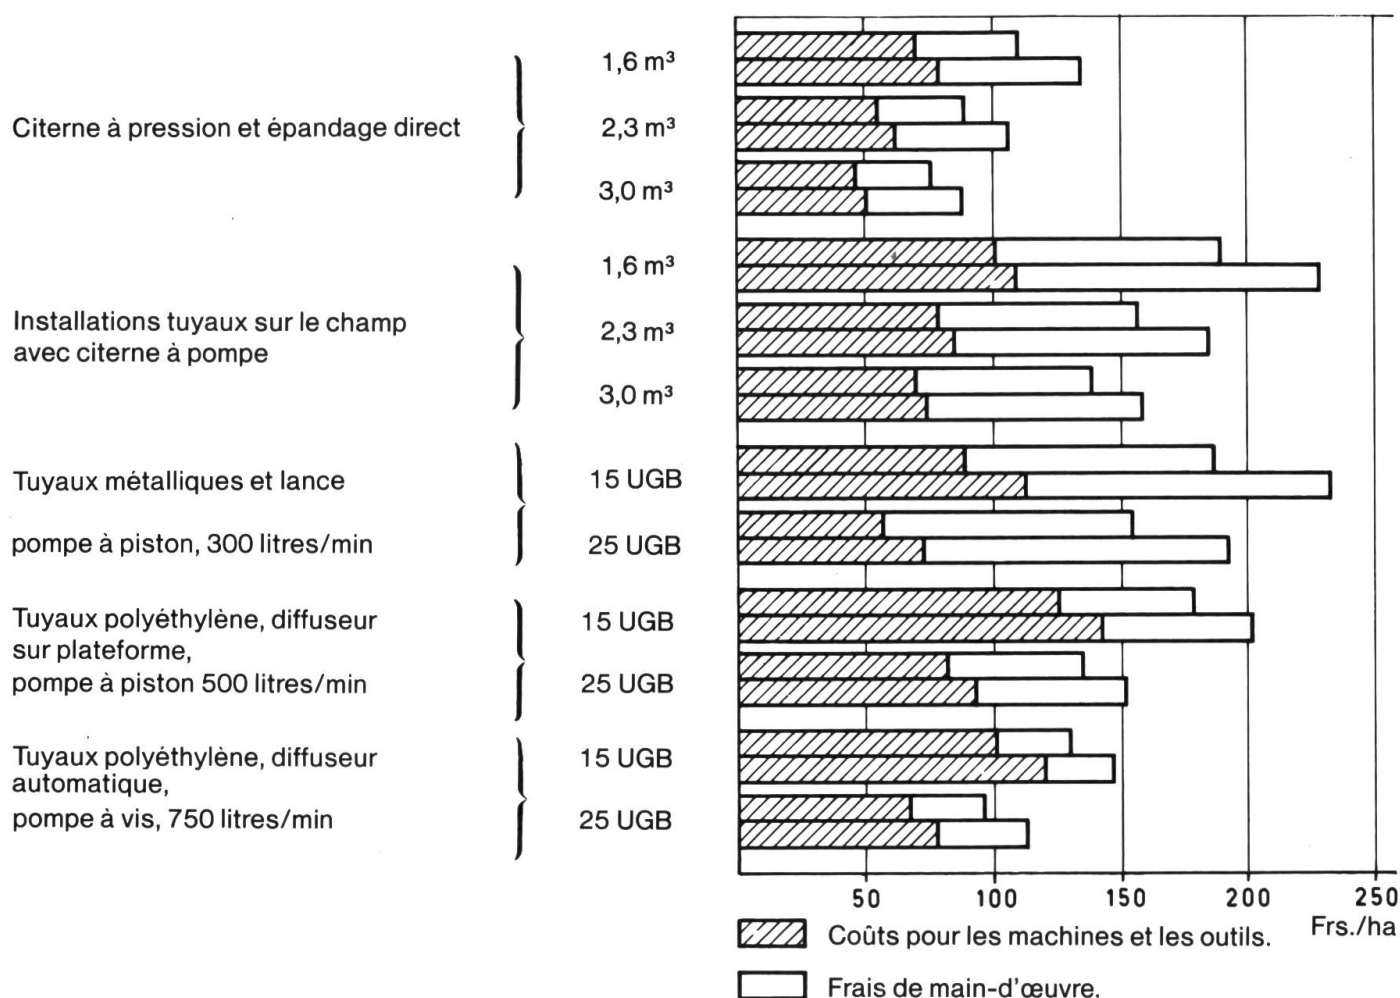 Citerne à pression et épandage direct
1,6 m³
2,3 m³
3,0 m³
Installations tuyaux sur le champ
avec citerne à pompe
1,6 m³
2,3 m³
3,0 m³
Tuyaux métalliques et lance
15 UGB
pompe à piston, 300 litres/min
25 UGB
Tuyaux polyéthylène, diffuseur
sur plateforme,
15 UGB
pompe à piston 500 litres/min
25 UGB
Tuyaux polyéthylène, diffuseur
automatique,
15 UGB
pompe à vis, 750 litres/min
25 UGB
50 100 150 200 250
Frs./ha
Coûts pour les machines et les outils.
Frais de main-d'œuvre.